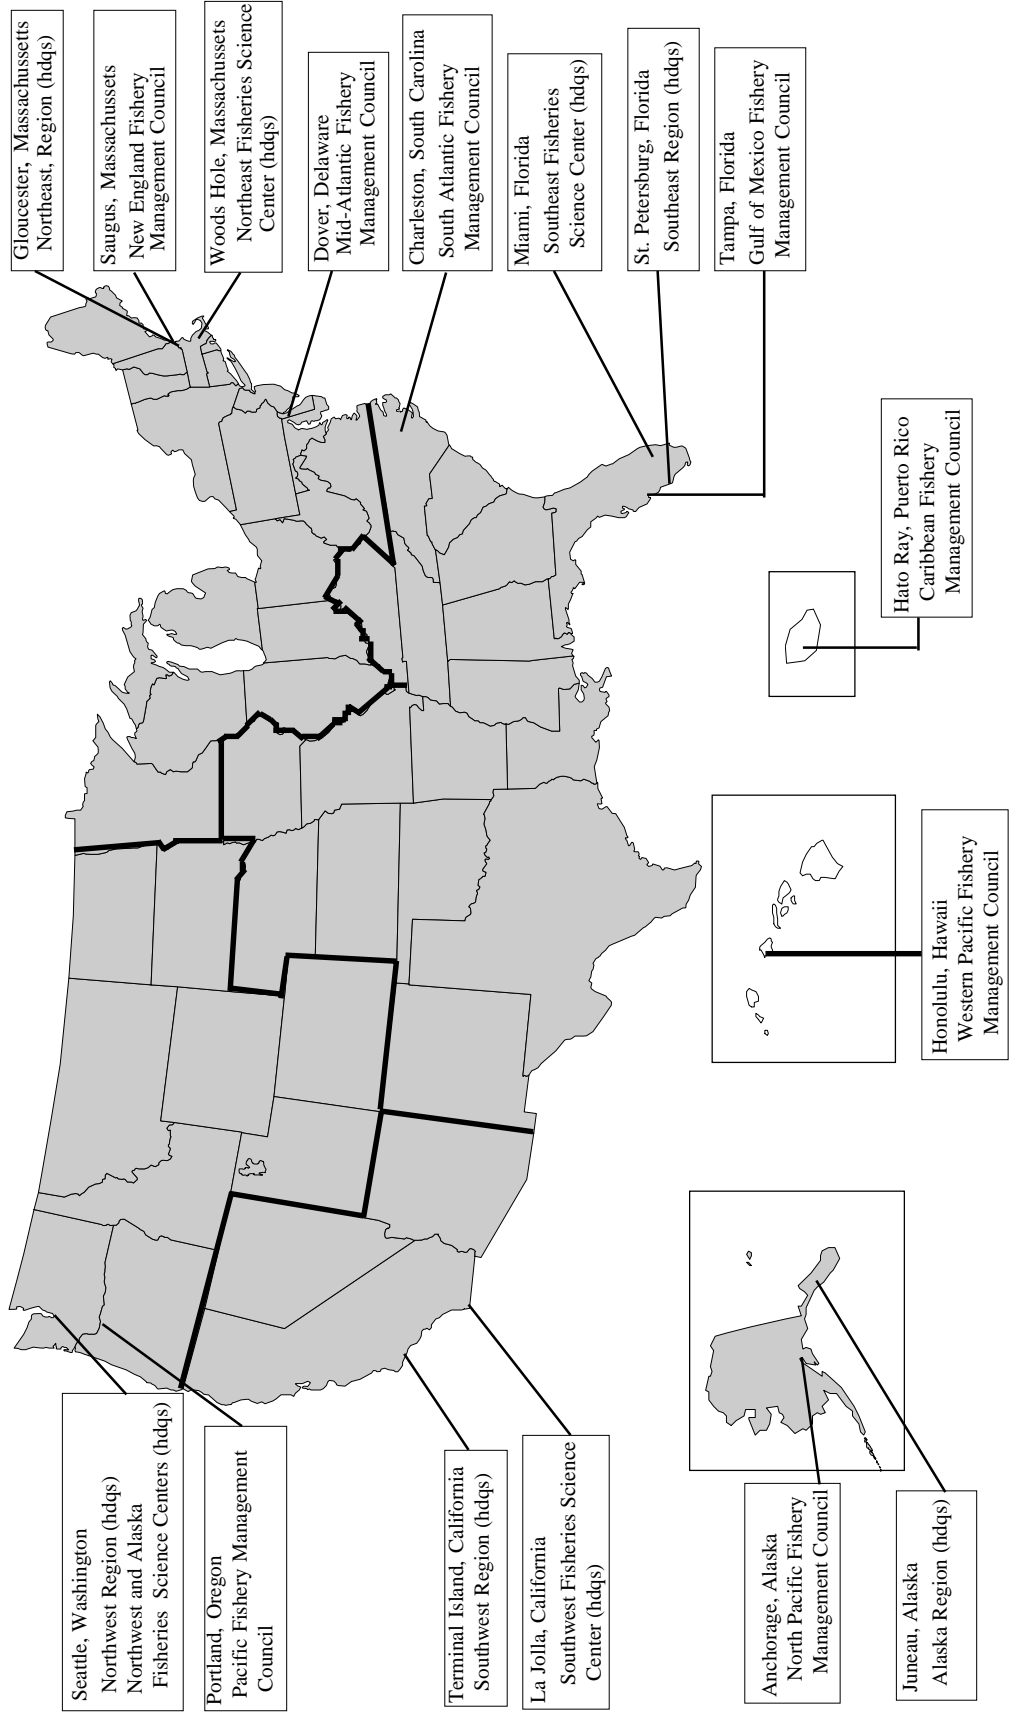 Seattle, Washington
Northwest Region (hdqs)
Northwest and Alaska
Fisheries Science Centers (hdqs)
Portland, Oregon
Pacific Fishery Management
Council
Terminal Island, California
Southwest Region (hdqs)
La Jolla, California
Southwest Fisheries Science
Center (hdqs)
Anchorage, Alaska
North Pacific Fishery
Management Council
Juneau, Alaska
Alaska Region (hdqs)
Honolulu, Hawaii
Western Pacific Fishery
Management Council
Hato Ray, Puerto Rico
Caribbean Fishery
Management Council
Gloucester, Massachussetts
Northeast, Region (hdqs)
Saugus, Massachussets
New England Fishery
Management Council
Woods Hole, Massachussets
Northeast Fisheries Science
Center (hdqs)
Dover, Delaware
Mid-Atlantic Fishery
Management Council
Charleston, South Carolina
South Atlantic Fishery
Management Council
Miami, Florida
Southeast Fisheries
Science Center (hdqs)
St. Petersburg, Florida
Southeast Region (hdqs)
Tampa, Florida
Gulf of Mexico Fishery
Management Council